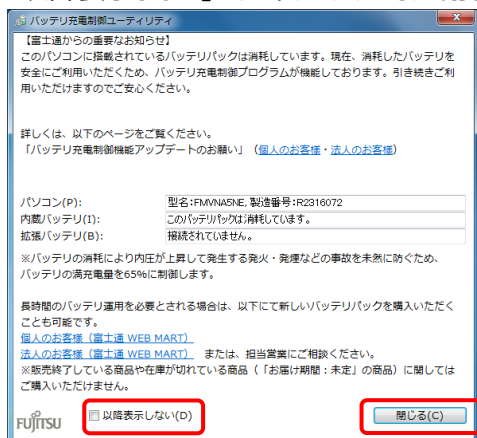 バッテリ充電制御ユーティリティ
【富士通からの重要なお知らせ】
このパソコンに搭載されているバッテリパックは消耗しています。現在、消耗したバッテリを
安全にご利用いただくため、バッテリ充電制御プログラムが機能しております。引き続きご利
用いただけますのでご安心ください。
詳しくは、以下のページをご覧ください。
「バッテリ充電制御機能アップデートのお願い」（個人のお客様・法人のお客様）
パソコン(P): 型名:FMVNA5NE, 製造番号:R2316072
内蔵バッテリ(I): このバッテリパックは消耗しています。
拡張バッテリ(B): 接続されていません。
※バッテリの消耗により内圧が上昇して発生する発火・発煙などの事故を未然に防ぐため、
バッテリの満充電量を65%に制御します。
長時間のバッテリ運用を必要とされる場合は、以下にて新しいバッテリパックを購入いただく
ことも可能です。
個人のお客様（富士通 WEB MART）
法人のお客様（富士通 WEB MART） または、担当営業にご相談ください。
※販売終了している商品や在庫が切れている商品（「お届け期間：未定」の商品）に関しては
ご購入いただけません。
FUJITSU 以降表示しない(D) 閉じる(C)